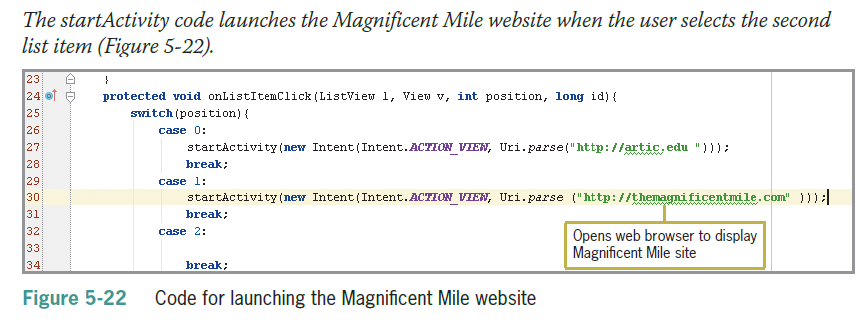 The startActivity code launches the Magnificent Mile website when the user selects the second
list item (Figure 5-22).
23 }
24 protected void onListItemClick(ListView l, View v, int position, long id){
25 switch(position){
26 case 0:
27 startActivity(new Intent(Intent.ACTION_VIEW, Uri.parse("http://artic.edu ")));
28 break;
29 case 1:
30 startActivity(new Intent(Intent.ACTION_VIEW, Uri.parse ("http://themagnificentmile.com" )));
31 break;
32 case 2:
33
34 break;
Opens web browser to display
Magnificent Mile site
Figure 5-22 Code for launching the Magnificent Mile website